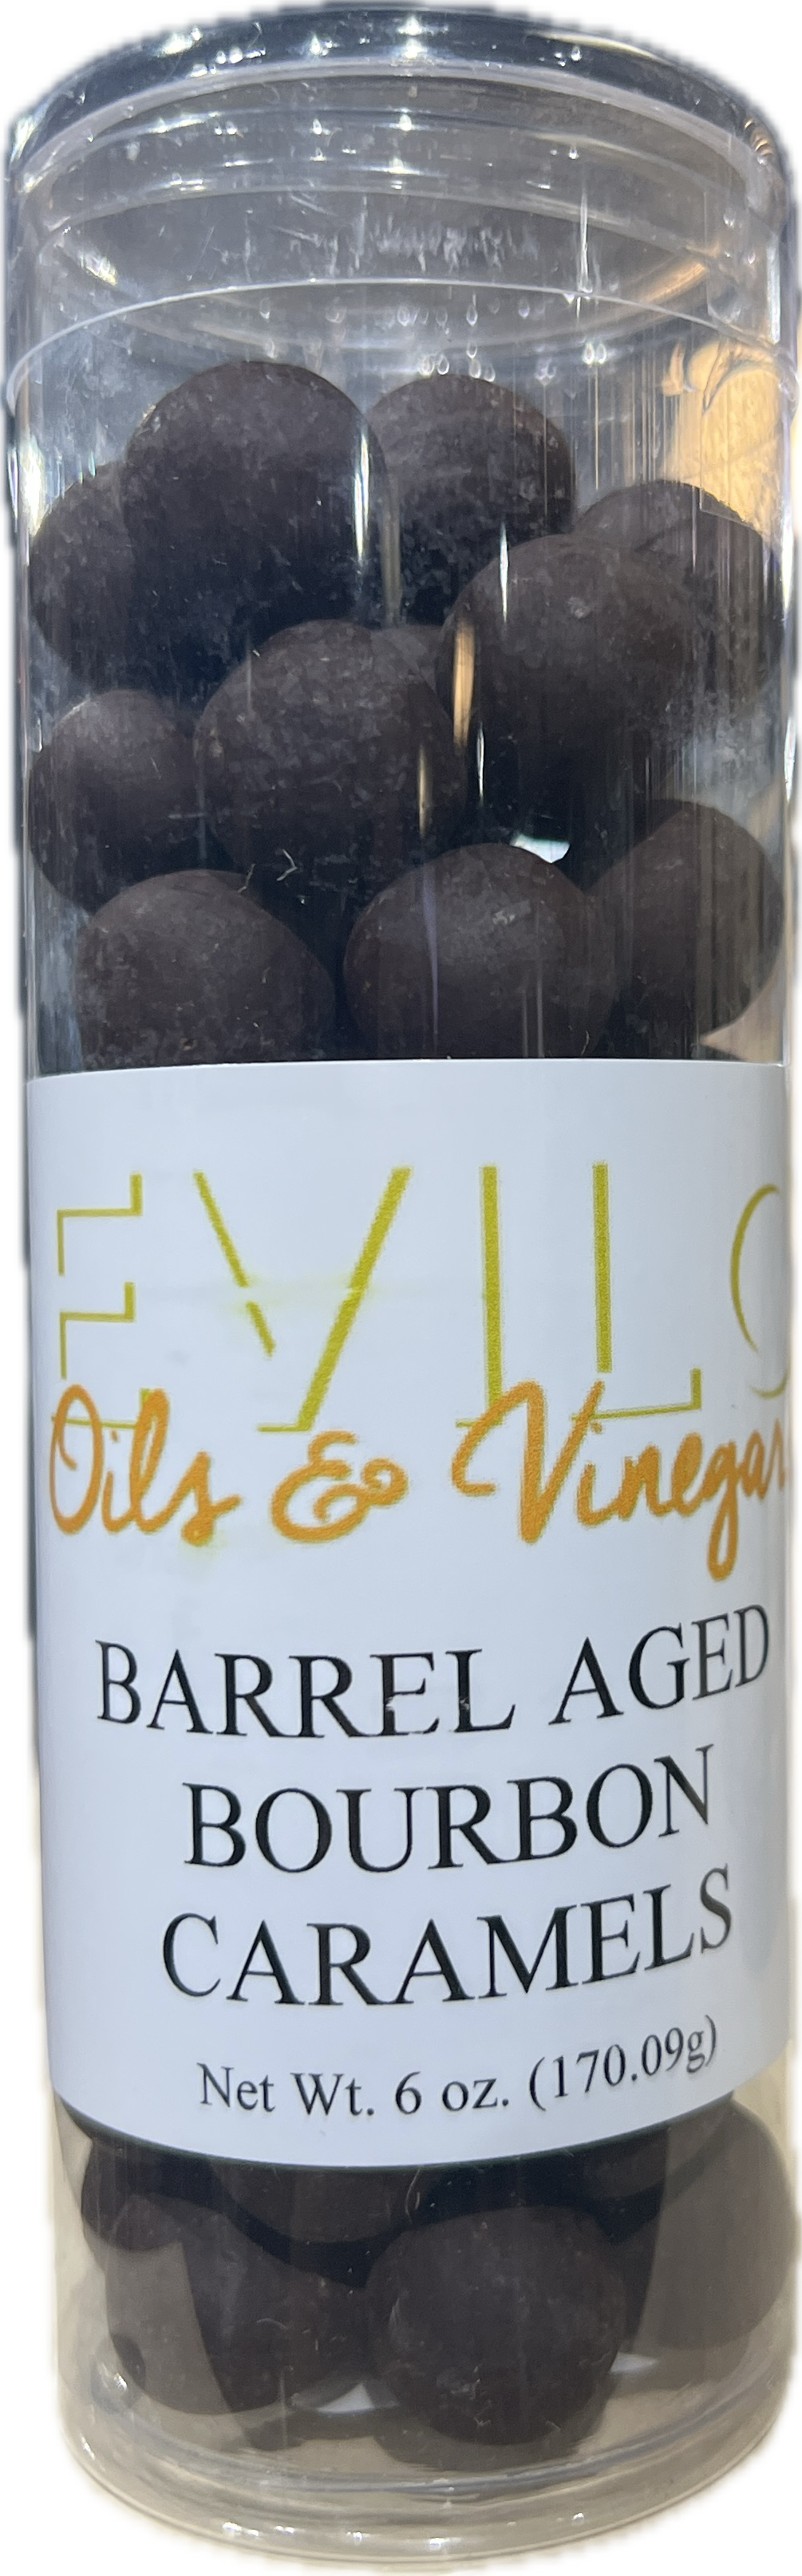 Oils & Vinegar
BARREL AGED
BOURBON
CARAMELS
Net Wt. 6 oz. (170.09g)